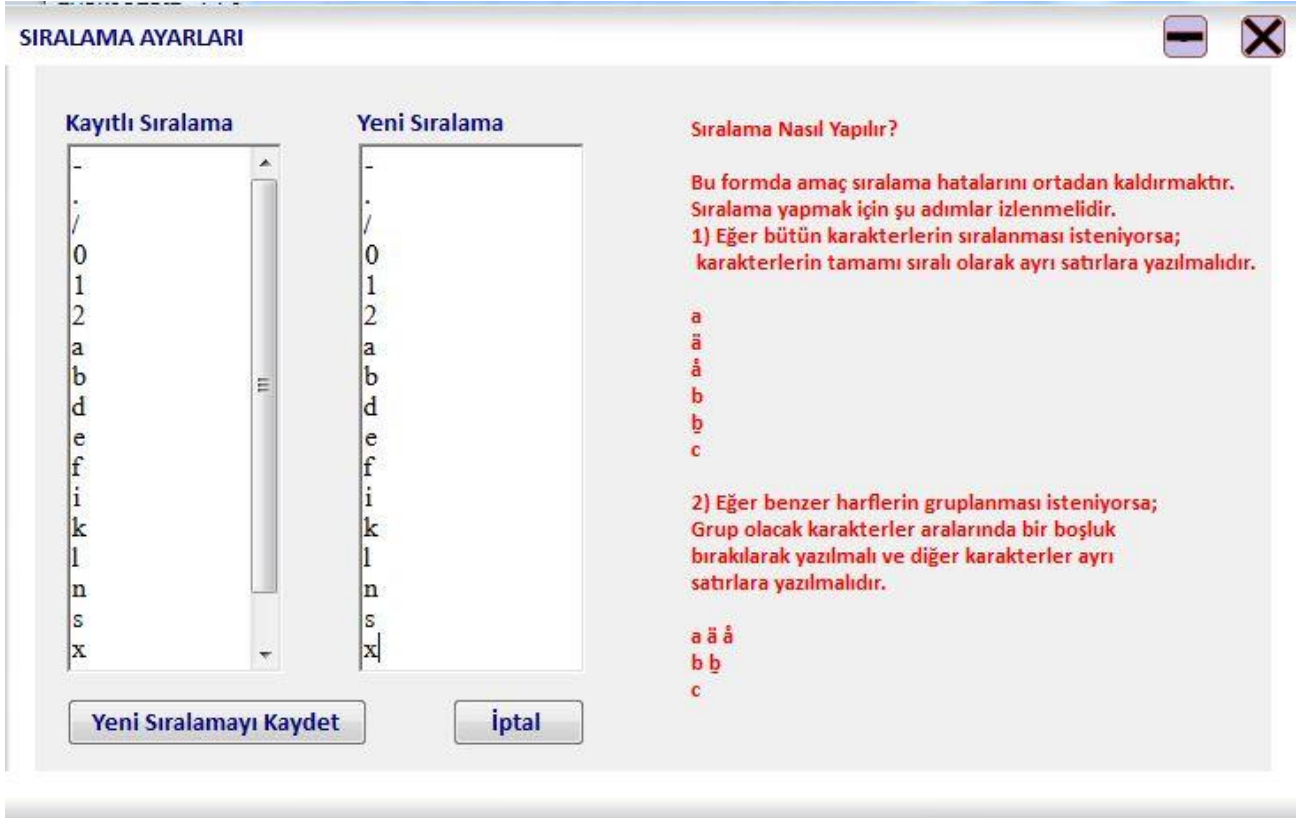 SIRALAMA AYARLARI
Kayıtlı Sıralama
-
.
/
0
1
2
a
b
d
e
f
i
k
l
n
s
x
Yeni Sıralama
-
.
/
0
1
2
a
b
d
e
f
i
k
l
n
s
x
Yeni Sıralamayı Kaydet
İptal
Sıralama Nasıl Yapılır?
Bu formda amaç sıralama hatalarını ortadan kaldırmaktır.
Sıralama yapmak için şu adımlar izlenmelidir.
1) Eğer bütün karakterlerin sıralanması isteniyorsa;
karakterlerin tamamı sıralı olarak ayrı satırlara yazılmalıdır.
a
ä
å
b
ḇ
c
2) Eğer benzer harflerin gruplanması isteniyorsa;
Grup olacak karakterler aralarında bir boşluk
bırakılarak yazılmalı ve diğer karakterler ayrı
satırlara yazılmalıdır.
a ä å
b ḇ
c